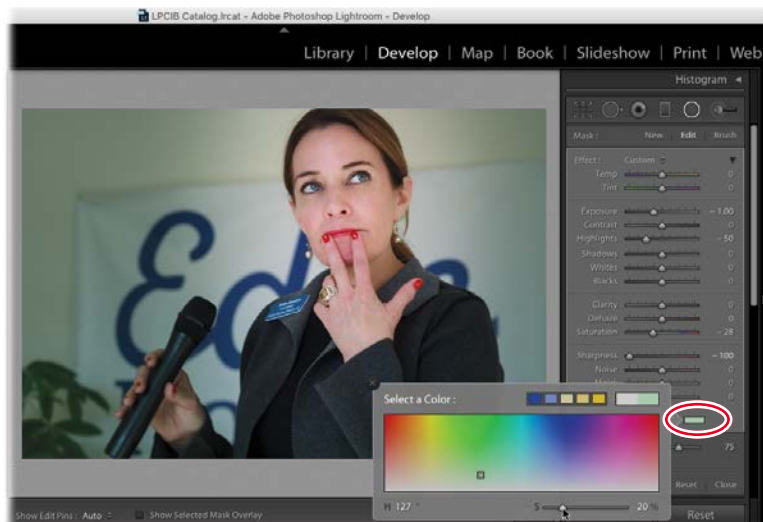 LPCIB Catalog.lrcat - Adobe Photoshop Lightroom - Develop
Library | Develop | Map | Book | Slideshow | Print | Web
Histogram
Mask : New Edit Brush
Effect : Custom
Temp 0
Tint 0
Exposure – 1.00
Contrast 0
Highlights – 50
Shadows 0
Whites 0
Blacks 0
Clarity 0
Dehaze 0
Saturation – 28
Sharpness – 100
Noise 0
0
Select a Color :
75
H 127 ° S 20 %
Reset Close
Show Edit Pins : Auto Show Selected Mask Overlay
Reset